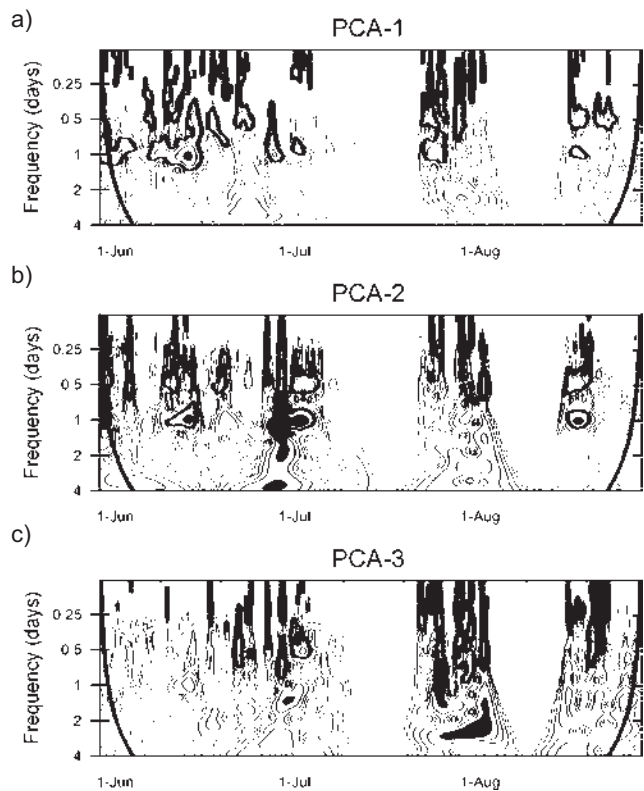 a)
PCA-1
Frequency (days)
0.25
0.5
1
2
4
1-Jun
1-Jul
1-Aug
b)
PCA-2
Frequency (days)
0.25
0.5
1
2
4
1-Jun
1-Jul
1-Aug
c)
PCA-3
Frequency (days)
0.25
0.5
1
2
4
1-Jun
1-Jul
1-Aug